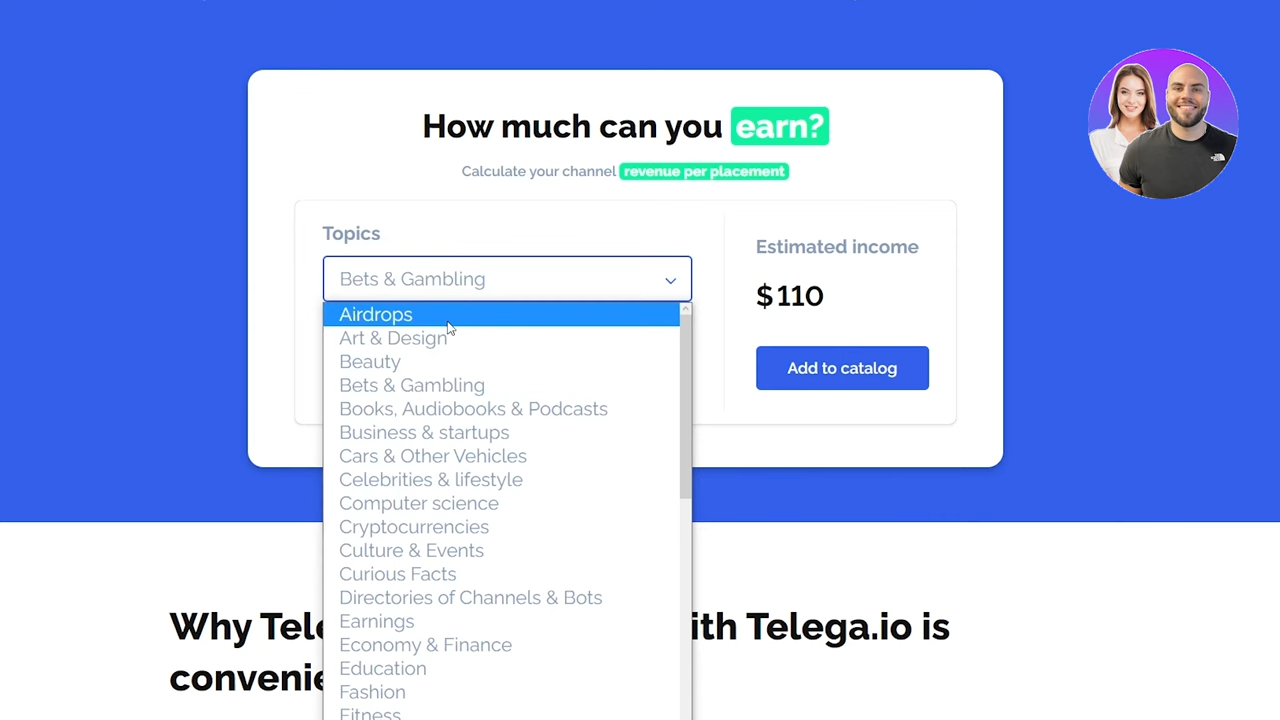 How much can you earn?
Calculate your channel revenue per placement
Topics
Bets & Gambling
Estimated income
$ 110
Add to catalog
Airdrops
Art & Design
Beauty
Bets & Gambling
Books, Audiobooks & Podcasts
Business & startups
Cars & Other Vehicles
Celebrities & lifestyle
Computer science
Cryptocurrencies
Culture & Events
Curious Facts
Directories of Channels & Bots
Earnings
Economy & Finance
Education
Fashion
Fitness
Why Tele ith Telega.io is
convenie